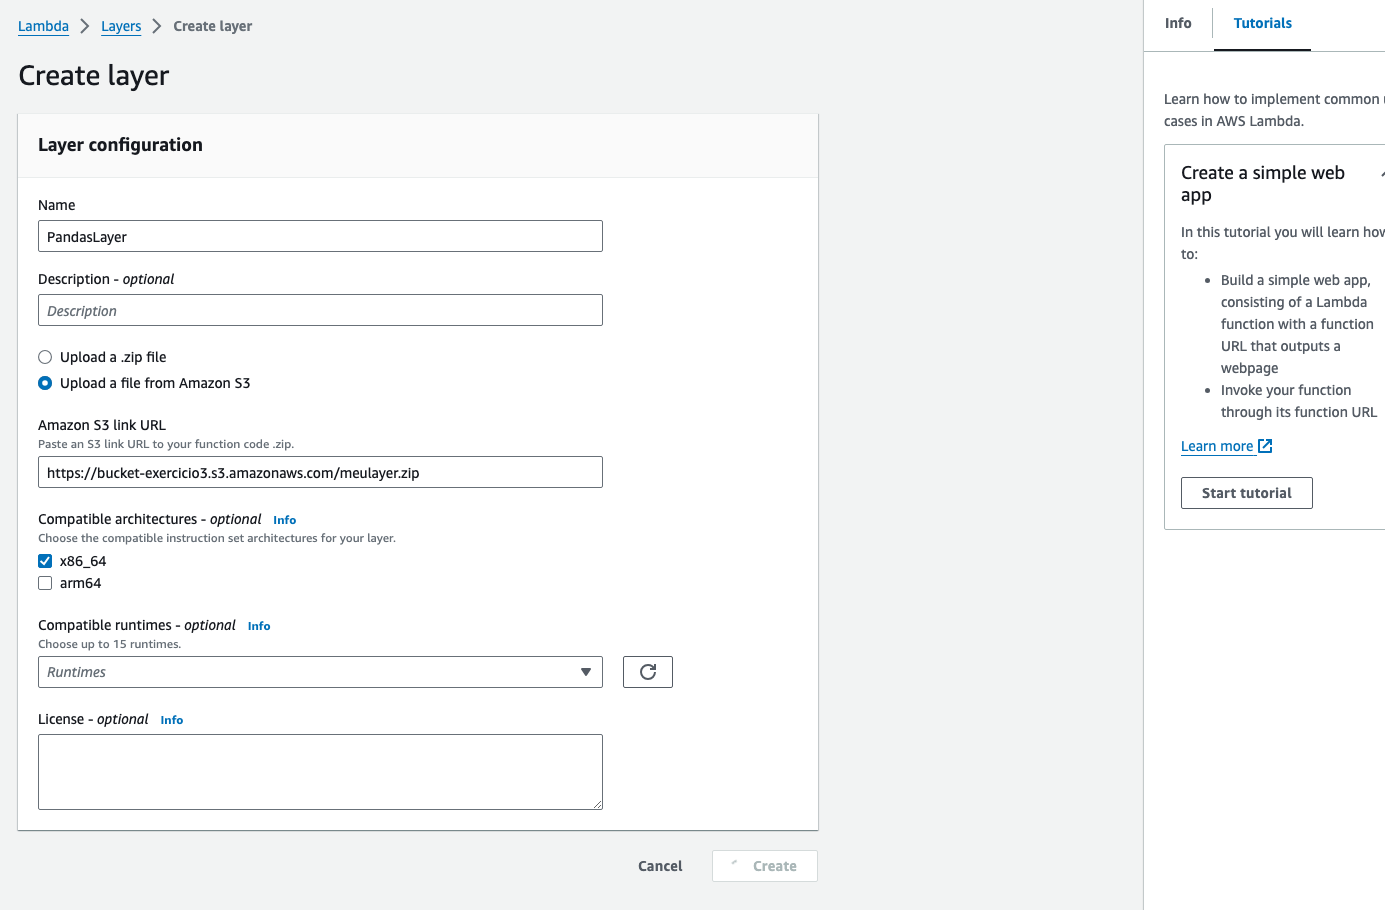 Lambda > Layers > Create layer
Create layer
Layer configuration
Name
PandasLayer
Description - optional
Description
Upload a .zip file
Upload a file from Amazon S3
Amazon S3 link URL
Paste an S3 link URL to your function code .zip.
https://bucket-exercicio3.s3.amazonaws.com/meulayer.zip
Compatible architectures - optional Info
Choose the compatible instruction set architectures for your layer.
x86_64
arm64
Compatible runtimes - optional Info
Choose up to 15 runtimes.
Runtimes
License - optional Info
Cancel
Create
Info
Tutorials
Learn how to implement common
cases in AWS Lambda.
Create a simple web
app
In this tutorial you will learn how
to:
Build a simple web app,
consisting of a Lambda
function with a function
URL that outputs a
webpage
Invoke your function
through its function URL
Learn more
Start tutorial